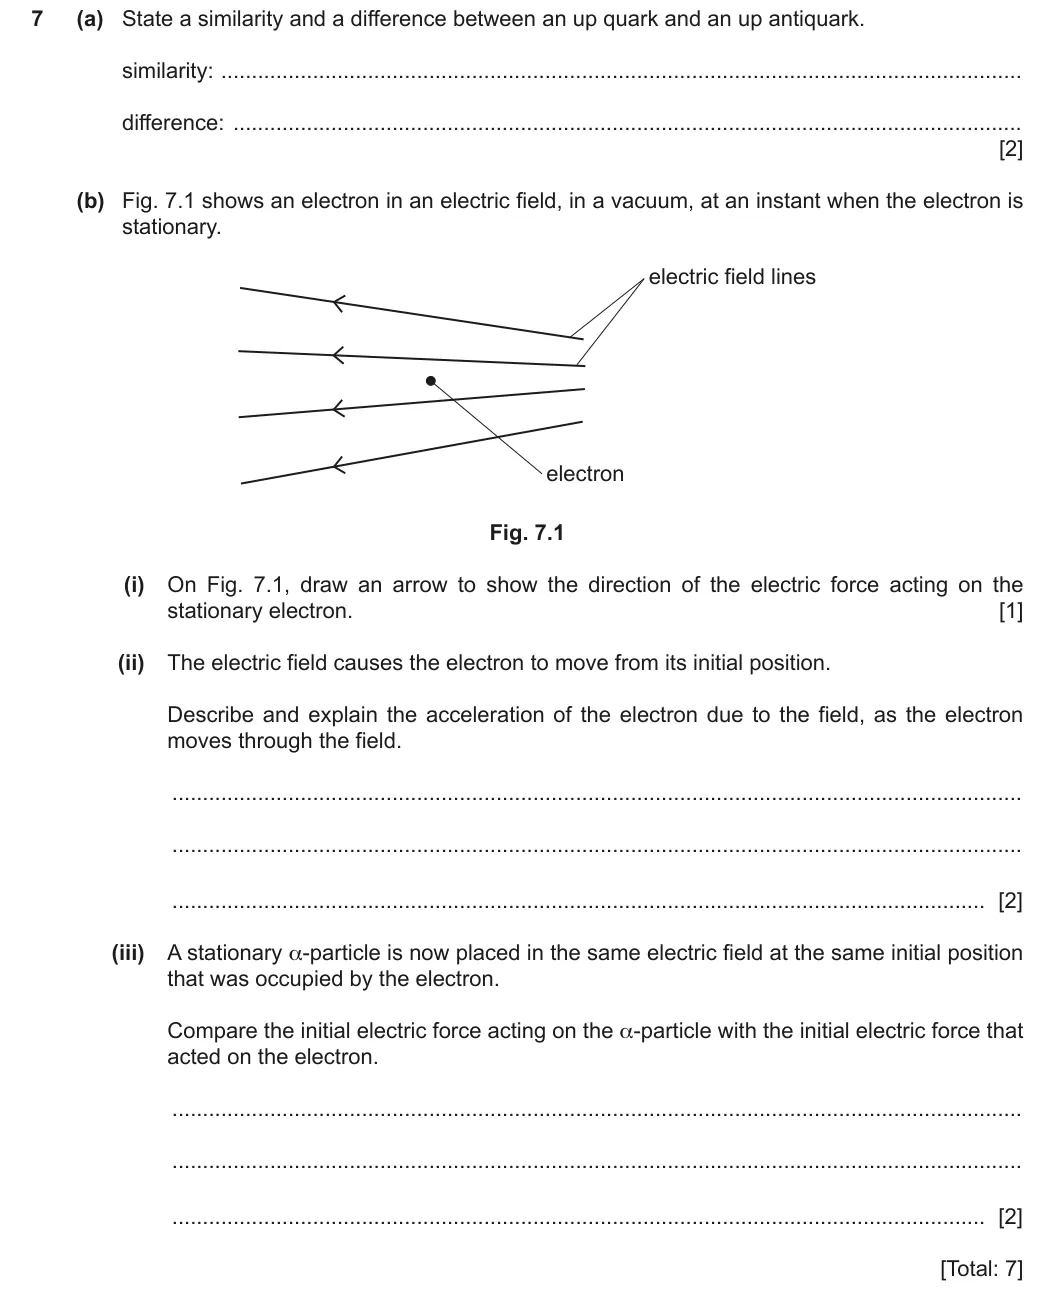 7 (a) State a similarity and a difference between an up quark and an up antiquark.
similarity: ....................................................................................................................................
difference: ..................................................................................................................................
[2]
(b) Fig. 7.1 shows an electron in an electric field, in a vacuum, at an instant when the electron is
stationary.
electric field lines
electron
Fig. 7.1
(i) On Fig. 7.1, draw an arrow to show the direction of the electric force acting on the
stationary electron. [1]
(ii) The electric field causes the electron to move from its initial position.
Describe and explain the acceleration of the electron due to the field, as the electron
moves through the field.
............................................................................................................................................
............................................................................................................................................
...................................................................................................................................... [2]
(iii) A stationary α-particle is now placed in the same electric field at the same initial position
that was occupied by the electron.
Compare the initial electric force acting on the α-particle with the initial electric force that
acted on the electron.
............................................................................................................................................
............................................................................................................................................
...................................................................................................................................... [2]
[Total: 7]